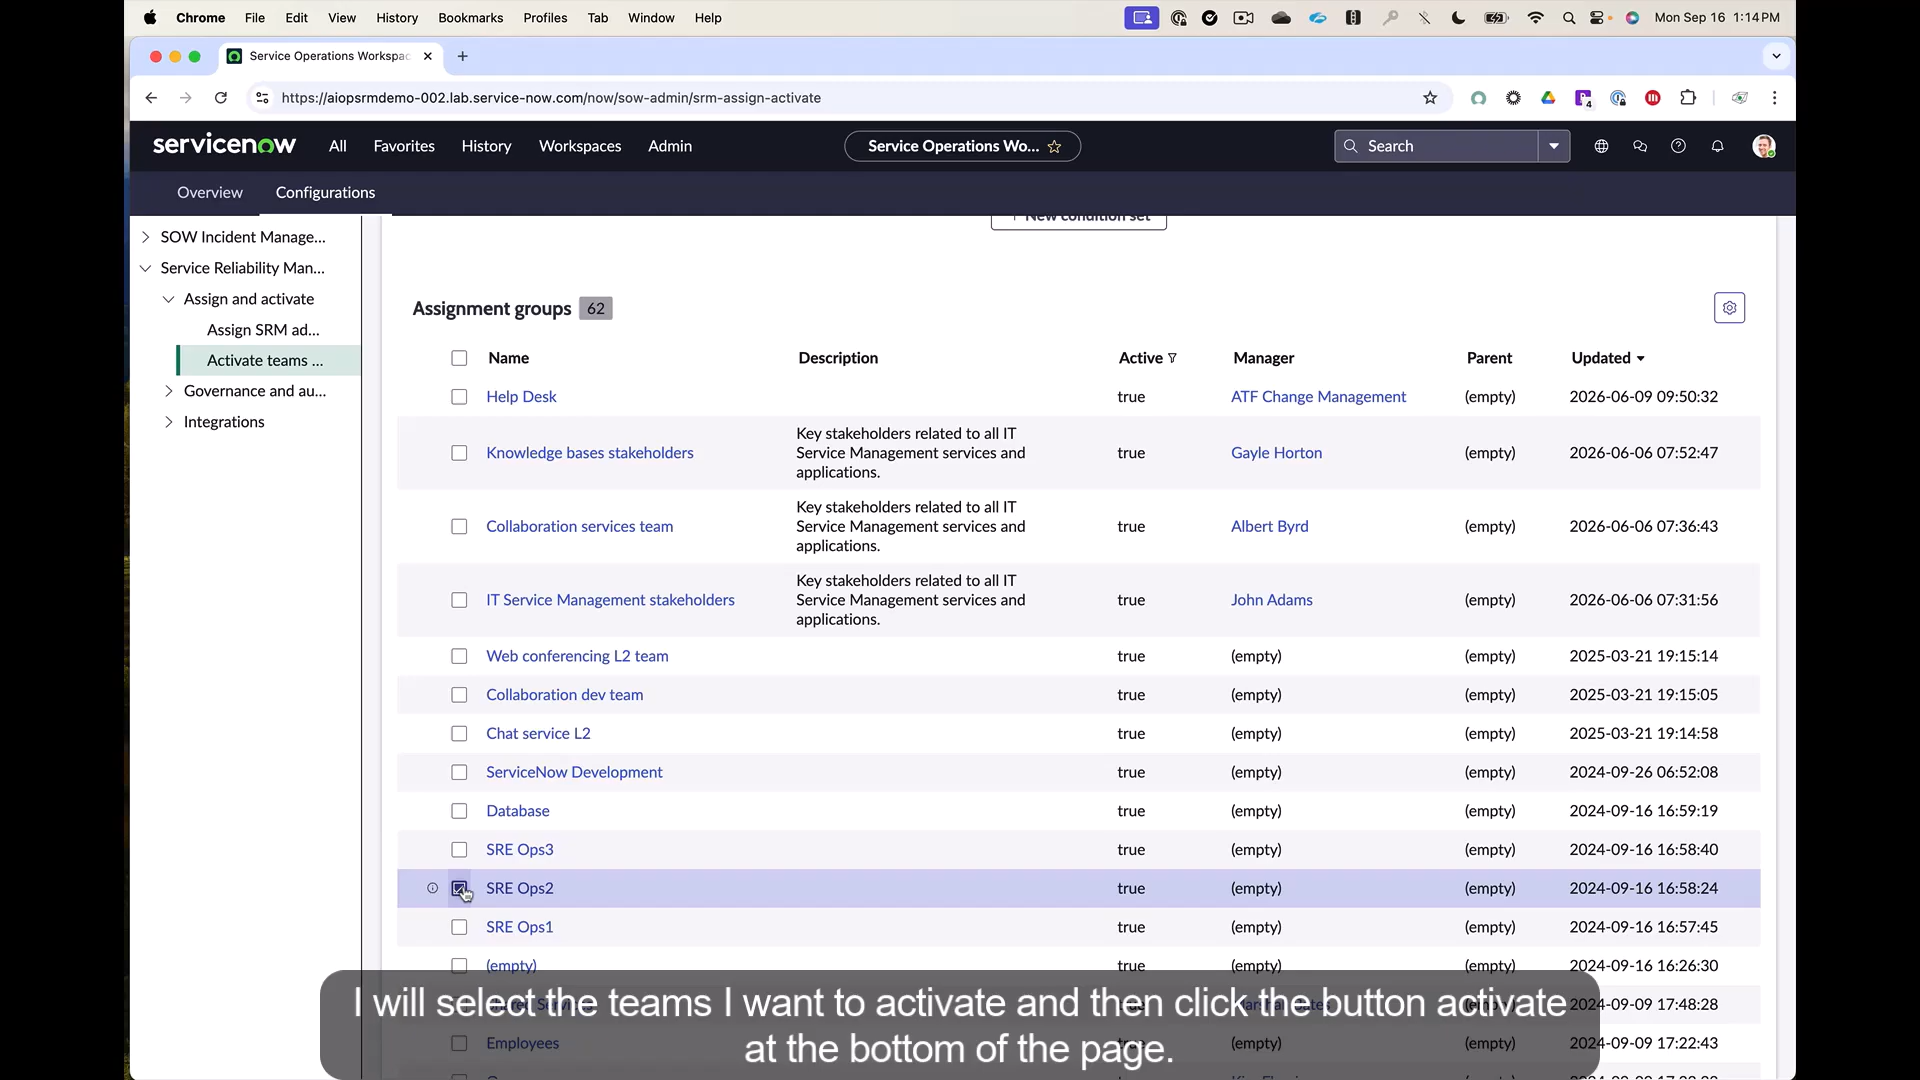 Chrome File Edit View History Bookmarks Profiles Tab Window Help Mon Sep 16 1:14 PM
Service Operations Workspac
https://aiopsrmdemo-002.lab.service-now.com/now/sow-admin/srm-assign-activate
4
servicenow All Favorites History Workspaces Admin Service Operations Wo... Search
Overview Configurations
SOW Incident Manage...
Service Reliability Man...
Assign and activate
Assign SRM ad...
Activate teams ...
Governance and au...
Integrations
+ New condition set
Assignment groups 62
Name Description Active Manager Parent Updated
Help Desk true ATF Change Management (empty) 2026-06-09 09:50:32
Key stakeholders related to all IT
Knowledge bases stakeholders Service Management services and true Gayle Horton (empty) 2026-06-06 07:52:47
applications.
Key stakeholders related to all IT
Collaboration services team Service Management services and true Albert Byrd (empty) 2026-06-06 07:36:43
applications.
Key stakeholders related to all IT
IT Service Management stakeholders Service Management services and true John Adams (empty) 2026-06-06 07:31:56
applications.
Web conferencing L2 team true (empty) (empty) 2025-03-21 19:15:14
Collaboration dev team true (empty) (empty) 2025-03-21 19:15:05
Chat service L2 true (empty) (empty) 2025-03-21 19:14:58
ServiceNow Development true (empty) (empty) 2024-09-26 06:52:08
Database true (empty) (empty) 2024-09-16 16:59:19
SRE Ops3 true (empty) (empty) 2024-09-16 16:58:40
SRE Ops2 true (empty) (empty) 2024-09-16 16:58:24
SRE Ops1 true (empty) (empty) 2024-09-16 16:57:45
(empty) true (empty) (empty) 2024-09-16 16:26:30
2024-09-09 17:48:28
Employees (empty) (empty) 2024-09-09 17:22:43
I will select the teams I want to activate and then click the button activate
at the bottom of the page.